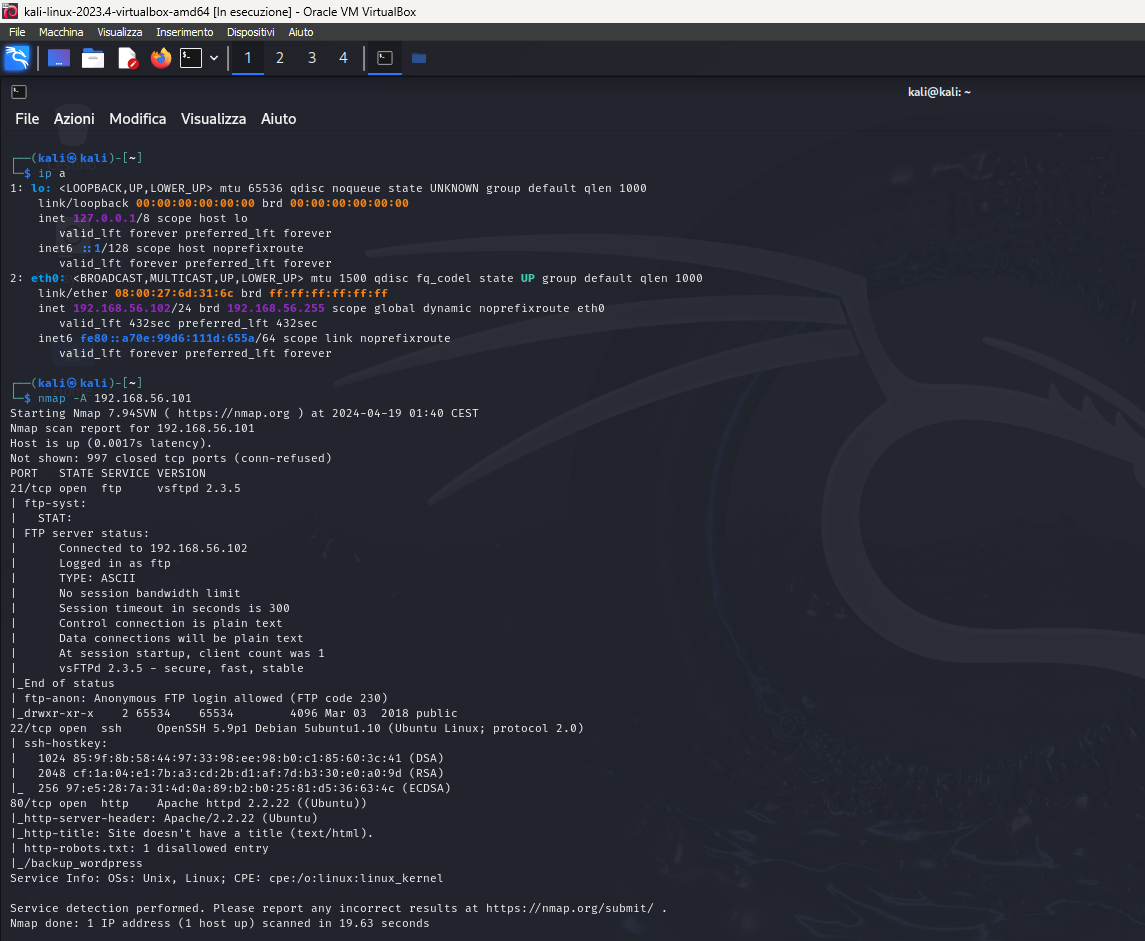 kali-linux-2023.4-virtualbox-amd64 [In esecuzione] - Oracle VM VirtualBox
File Macchina Visualizza Inserimento Dispositivi Aiuto
1 2 3 4
kali@kali: ~
File Azioni Modifica Visualizza Aiuto
┌──(kali㉿kali)-[~]
└─$ ip a
1: lo: <LOOPBACK,UP,LOWER_UP> mtu 65536 qdisc noqueue state UNKNOWN group default qlen 1000
    link/loopback 00:00:00:00:00:00 brd 00:00:00:00:00:00
    inet 127.0.0.1/8 scope host lo
       valid_lft forever preferred_lft forever
    inet6 ::1/128 scope host noprefixroute
       valid_lft forever preferred_lft forever
2: eth0: <BROADCAST,MULTICAST,UP,LOWER_UP> mtu 1500 qdisc fq_codel state UP group default qlen 1000
    link/ether 08:00:27:6d:31:6c brd ff:ff:ff:ff:ff:ff
    inet 192.168.56.102/24 brd 192.168.56.255 scope global dynamic noprefixroute eth0
       valid_lft 432sec preferred_lft 432sec
    inet6 fe80::a70e:99d6:111d:655a/64 scope link noprefixroute
       valid_lft forever preferred_lft forever
┌──(kali㉿kali)-[~]
└─$ nmap -A 192.168.56.101
Starting Nmap 7.94SVN ( https://nmap.org ) at 2024-04-19 01:40 CEST
Nmap scan report for 192.168.56.101
Host is up (0.0017s latency).
Not shown: 997 closed tcp ports (conn-refused)
PORT   STATE SERVICE VERSION
21/tcp open  ftp     vsftpd 2.3.5
| ftp-syst:
|   STAT:
| FTP server status:
|      Connected to 192.168.56.102
|      Logged in as ftp
|      TYPE: ASCII
|      No session bandwidth limit
|      Session timeout in seconds is 300
|      Control connection is plain text
|      Data connections will be plain text
|      At session startup, client count was 1
|      vsFTPd 2.3.5 - secure, fast, stable
|_End of status
| ftp-anon: Anonymous FTP login allowed (FTP code 230)
|_drwxr-xr-x    2 65534    65534        4096 Mar 03  2018 public
22/tcp open  ssh     OpenSSH 5.9p1 Debian 5ubuntu1.10 (Ubuntu Linux; protocol 2.0)
| ssh-hostkey:
|   1024 85:9f:8b:58:44:97:33:98:ee:98:b0:c1:85:60:3c:41 (DSA)
|   2048 cf:1a:04:e1:7b:a3:cd:2b:d1:af:7d:b3:30:e0:a0:9d (RSA)
|_  256 97:e5:28:7a:31:4d:0a:89:b2:b0:25:81:d5:36:63:4c (ECDSA)
80/tcp open  http    Apache httpd 2.2.22 ((Ubuntu))
|_http-server-header: Apache/2.2.22 (Ubuntu)
|_http-title: Site doesn't have a title (text/html).
| http-robots.txt: 1 disallowed entry
|_/backup_wordpress
Service Info: OSs: Unix, Linux; CPE: cpe:/o:linux:linux_kernel
Service detection performed. Please report any incorrect results at https://nmap.org/submit/ .
Nmap done: 1 IP address (1 host up) scanned in 19.63 seconds